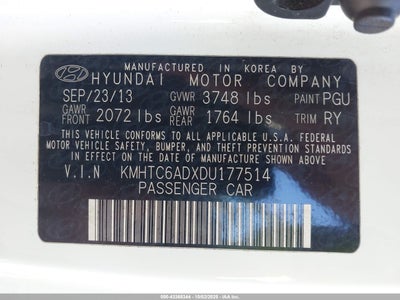 MANUFACTURED IN KOREA BY
HYUNDAI MOTOR COMPANY
SEP/23/13 GVWR 3748 lbs PAINT PGU
GAWR FRONT 2072 lbs GAWR REAR 1764 lbs TRIM RY
THIS VEHICLE CONFORMS TO ALL APPLICABLE U.S.A. FEDERAL
MOTOR VEHICLE SAFETY, BUMPER, AND THEFT PREVENTION
STANDARDS IN EFFECT ON THE DATE OF MANUFACTURE SHOWN ABOVE.
V.I.N KMHTC6ADXDU177514
PASSENGER CAR